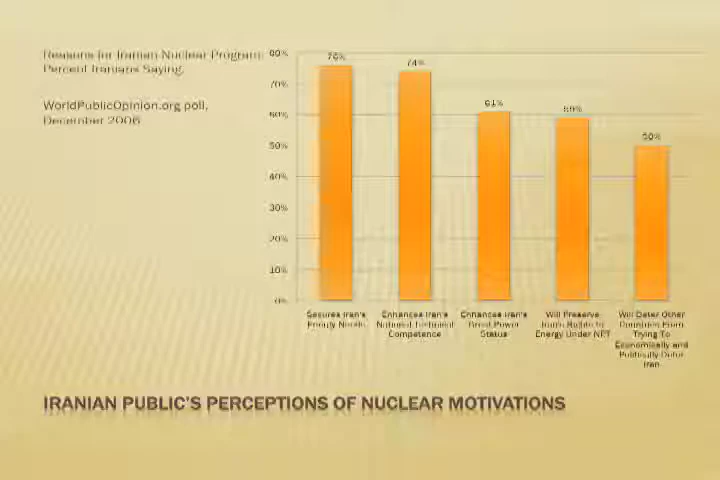 Reasons for Iranian Nuclear Program:
Percent Iranians Saying.
WorldPublicOpinion.org poll,
December 2006
80%
70%
60%
50%
40%
30%
20%
10%
0%
76%
74%
61%
59%
50%
Secures Iran's
Energy Needs
Enhances Iran's
National Technical
Competence
Enhances Iran's
Great Power
Status
Will Preserve
Iran's Rights to
Energy Under NPT
Will Deter Other
Countries From
Trying To
Economically and
Politically
Iran
IRANIAN PUBLIC'S PERCEPTIONS OF NUCLEAR MOTIVATIONS